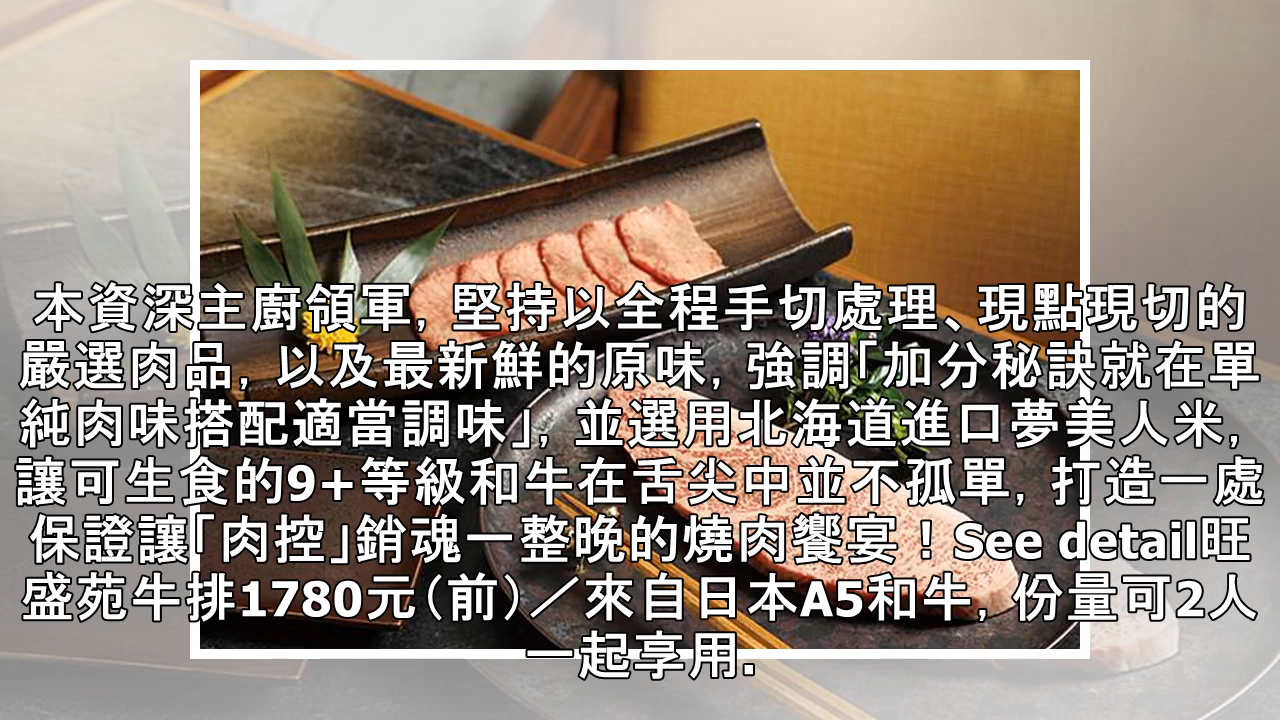 本資深主廚領軍, 堅持以全程手切處理、現點現切的
嚴選肉品, 以及最新鮮的原味, 強調「加分秘訣就在單
純肉味搭配適當調味」, 並選用北海道進口夢美人米,
讓可生食的9+等級和牛在舌尖中並不孤單, 打造一處
保證讓「肉控」銷魂一整晚的燒肉饗宴！See detail旺
盛苑牛排1780元（前）／來自日本A5和牛, 份量可2人
一起享用.